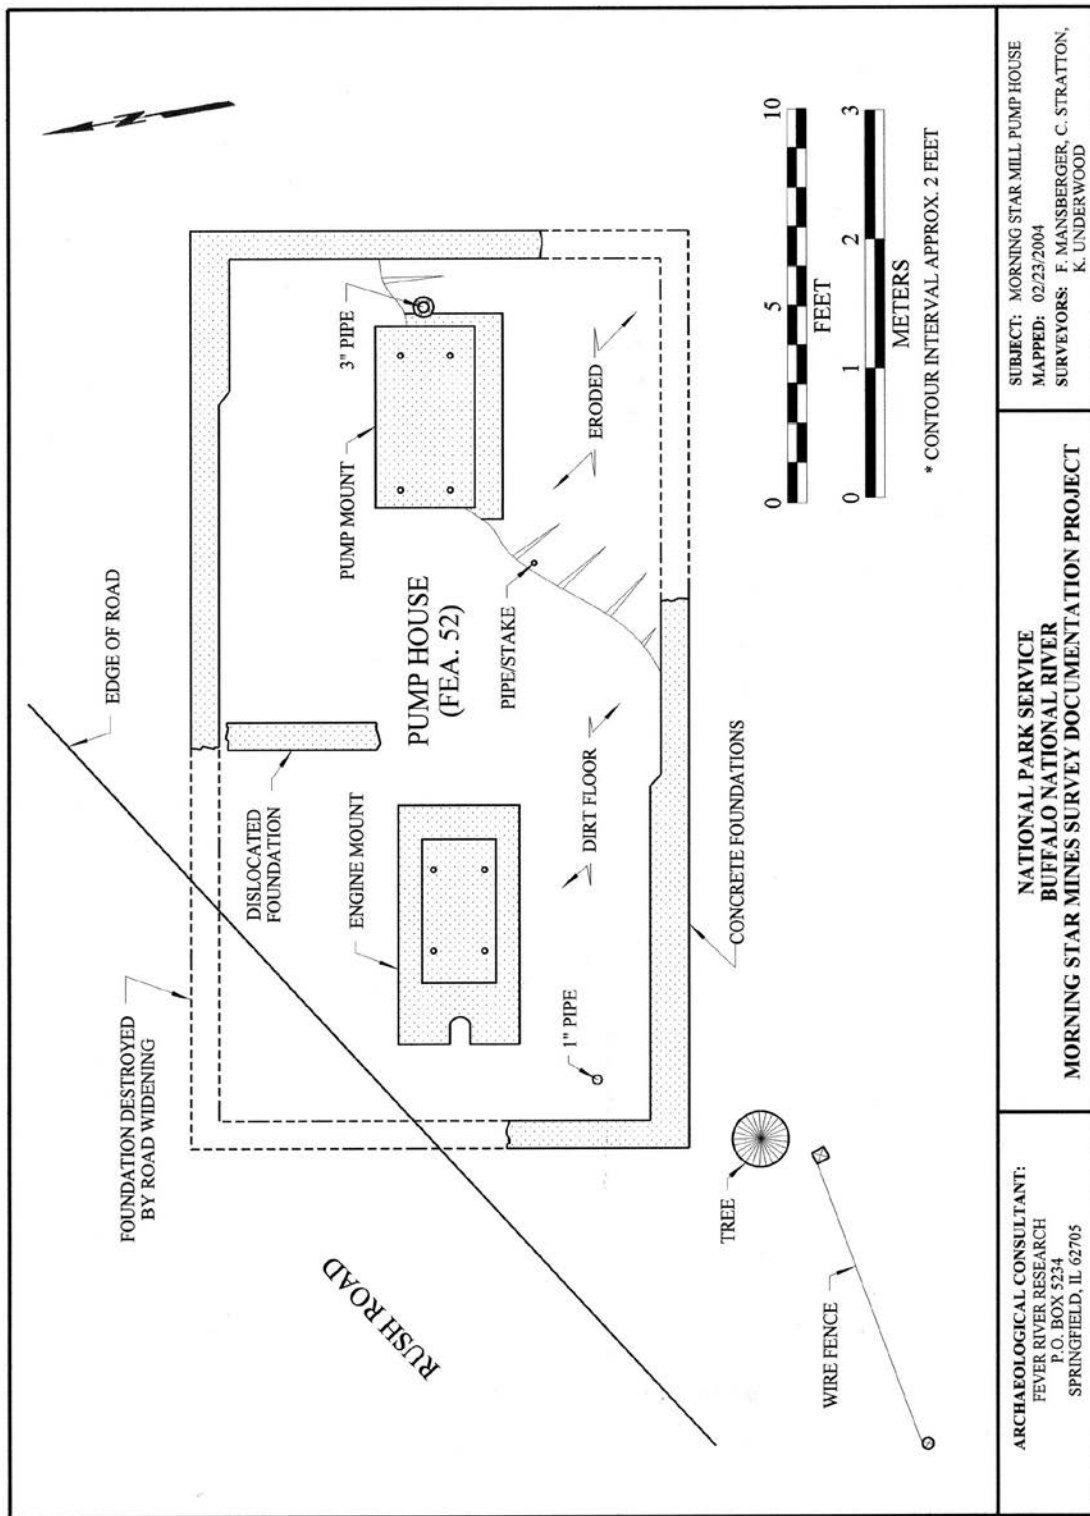 EDGE OF ROAD
FOUNDATION DESTROYED
BY ROAD WIDENING
RUSH ROAD
DISLOCATED
FOUNDATION
ENGINE MOUNT
PUMP MOUNT
3" PIPE
PUMP HOUSE
(FEA. 52)
PIPE/STAKE
1" PIPE
DIRT FLOOR
ERODED
CONCRETE FOUNDATIONS
TREE
WIRE FENCE
N
0 5 10
FEET
0 1 2 3
METERS
* CONTOUR INTERVAL APPROX. 2 FEET
ARCHAEOLOGICAL CONSULTANT:
FEVER RIVER RESEARCH
P.O. BOX 5234
SPRINGFIELD, IL 62705
NATIONAL PARK SERVICE
BUFFALO NATIONAL RIVER
MORNING STAR MINES SURVEY DOCUMENTATION PROJECT
SUBJECT: MORNING STAR MILL PUMP HOUSE
MAPPED: 02/23/2004
SURVEYORS: F. MANSBERGER, C. STRATTON,
K. UNDERWOOD